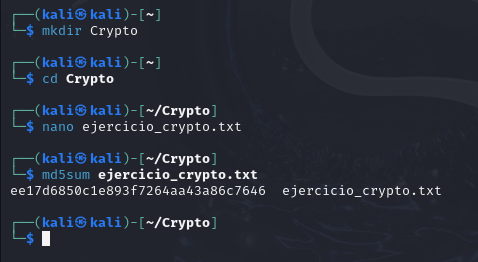 ┌──(kali㉿kali)-[~]
└─$ mkdir Crypto
┌──(kali㉿kali)-[~]
└─$ cd Crypto
┌──(kali㉿kali)-[~/Crypto]
└─$ nano ejercicio_crypto.txt
┌──(kali㉿kali)-[~/Crypto]
└─$ md5sum ejercicio_crypto.txt
ee17d6850c1e893f7264aa43a86c7646  ejercicio_crypto.txt
┌──(kali㉿kali)-[~/Crypto]
└─$